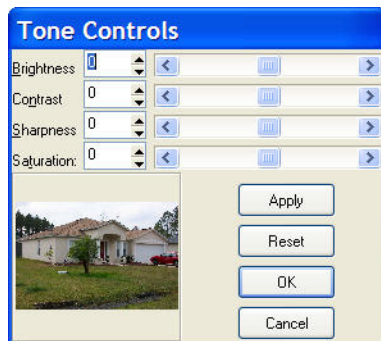 Tone Controls
Brightness 0
Contrast 0
Sharpness 0
Saturation: 0
Apply
Reset
OK
Cancel